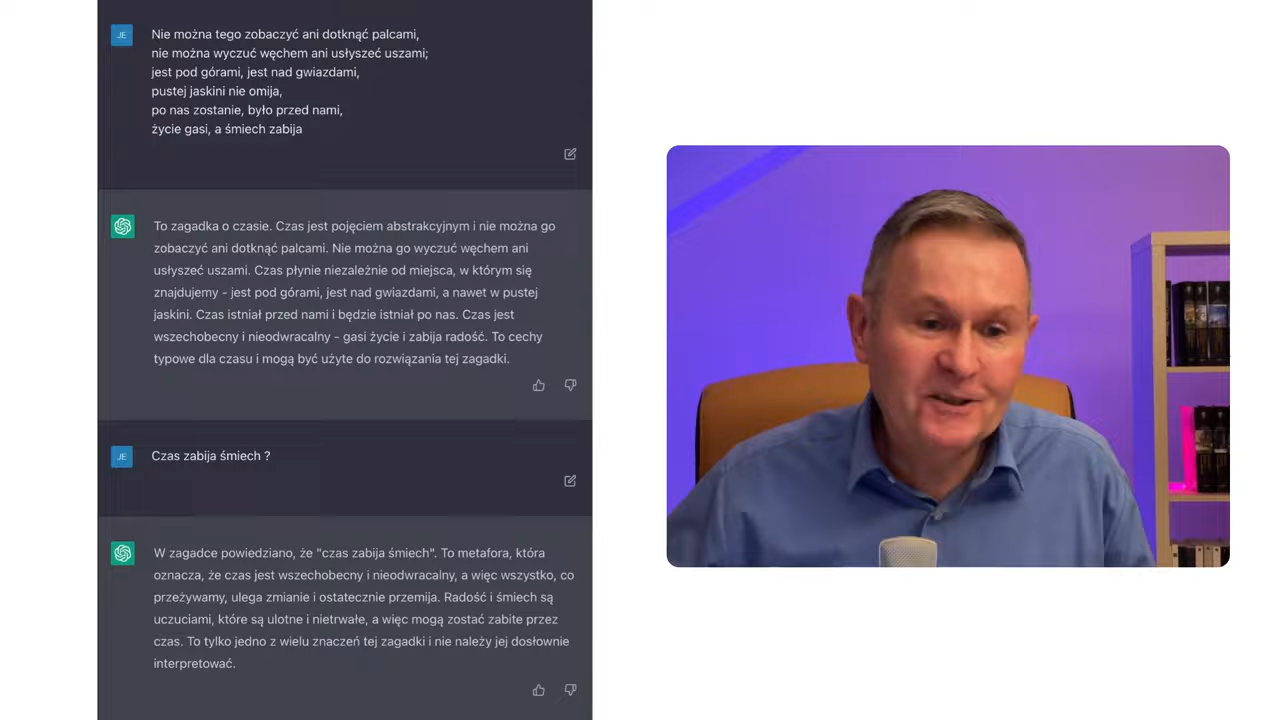 JE
Nie można tego zobaczyć ani dotknąć palcami,
nie można wyczuć węchem ani usłyszeć uszami;
jest pod górami, jest nad gwiazdami,
pustej jaskini nie omija,
po nas zostanie, było przed nami,
życie gasi, a śmiech zabija
To zagadka o czasie. Czas jest pojęciem abstrakcyjnym i nie można go
zobaczyć ani dotknąć palcami. Nie można go wyczuć węchem ani
usłyszeć uszami. Czas płynie niezależnie od miejsca, w którym się
znajdujemy - jest pod górami, jest nad gwiazdami, a nawet w pustej
jaskini. Czas istniał przed nami i będzie istniał po nas. Czas jest
wszechobecny i nieodwracalny - gasi życie i zabija radość. To cechy
typowe dla czasu i mogą być użyte do rozwiązania tej zagadki.
JE
Czas zabija śmiech ?
W zagadce powiedziano, że "czas zabija śmiech". To metafora, która
oznacza, że czas jest wszechobecny i nieodwracalny, a więc wszystko, co
przeżywamy, ulega zmianie i ostatecznie przemija. Radość i śmiech są
uczuciami, które są ulotne i nietrwałe, a więc mogą zostać zabite przez
czas. To tylko jedno z wielu znaczeń tej zagadki i nie należy jej dosłownie
interpretować.